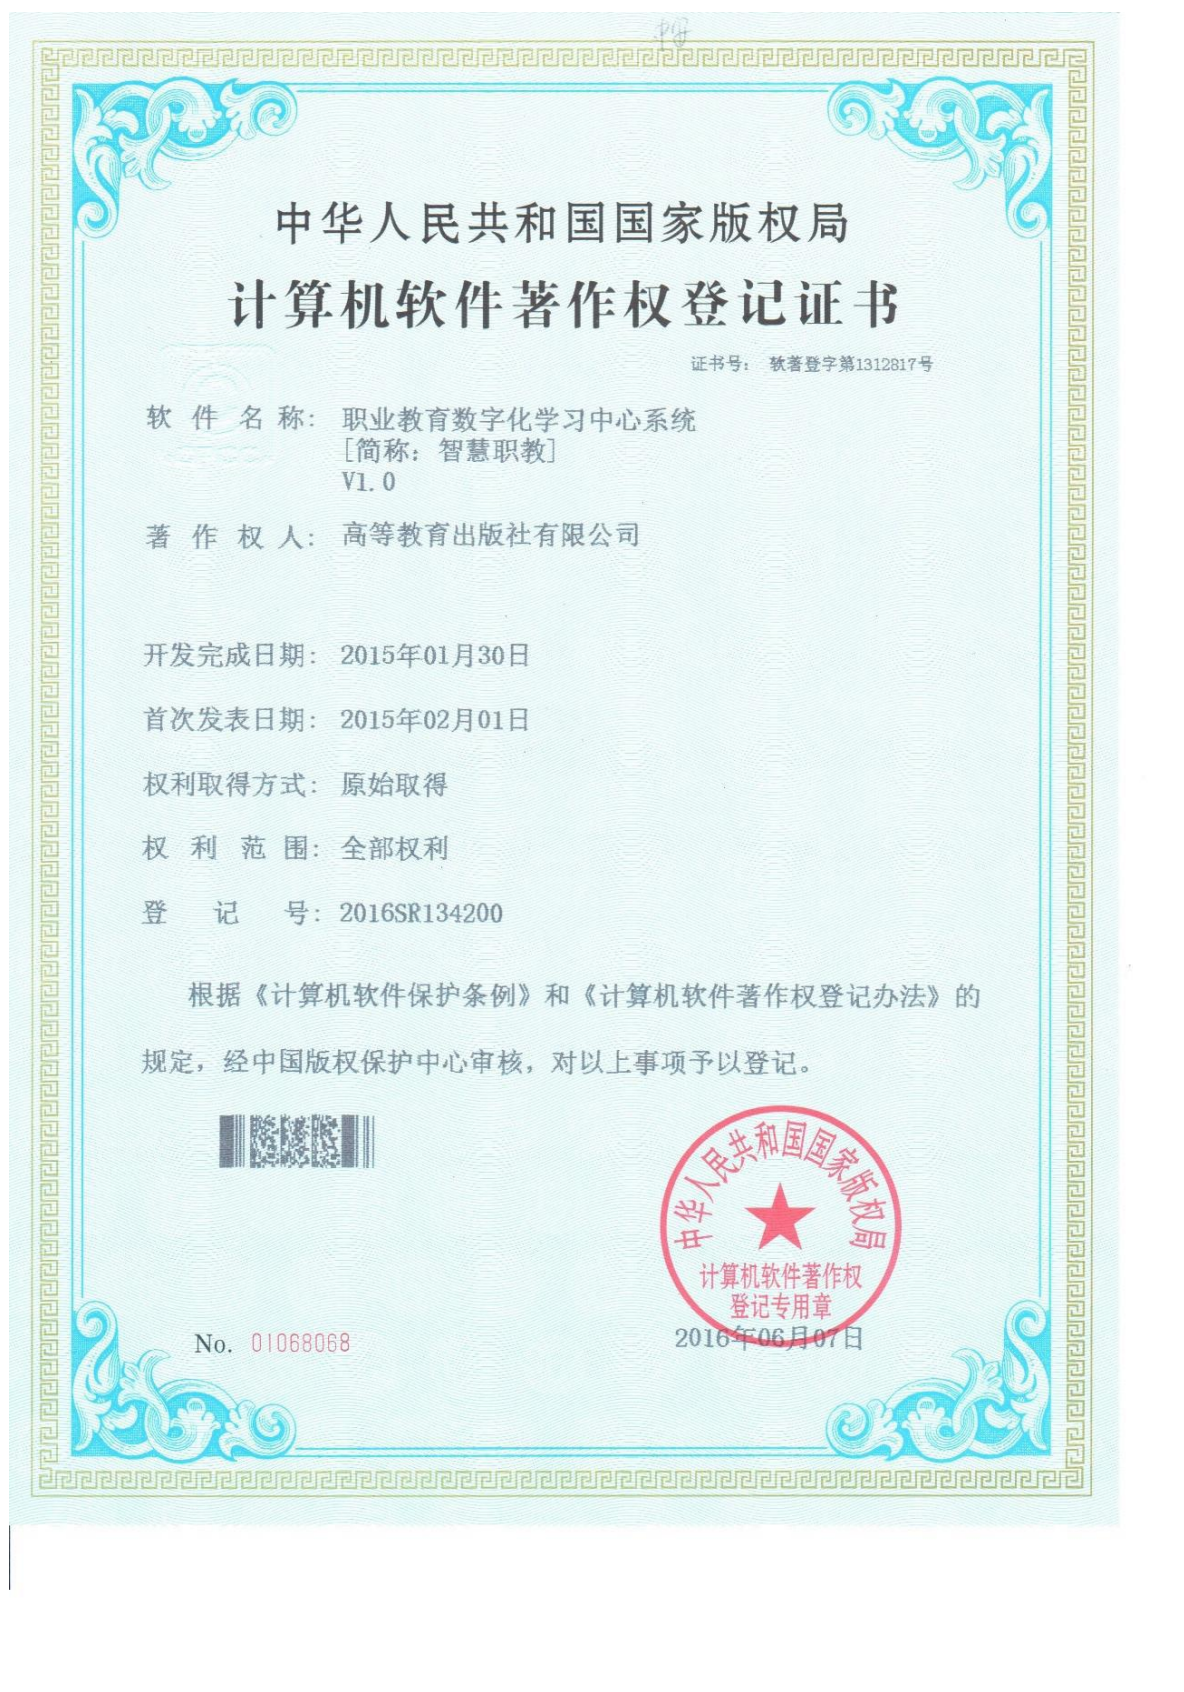 中华人民共和国国家版权局
计算机软件著作权登记证书
证书号： 软著登字第1312817号
软件名称： 职业教育数字化学习中心系统
[简称：智慧职教]
V1.0
著作权人： 高等教育出版社有限公司
开发完成日期： 2015年01月30日
首次发表日期： 2015年02月01日
权利取得方式： 原始取得
权利范围： 全部权利
登记号： 2016SR134200
根据《计算机软件保护条例》和《计算机软件著作权登记办法》的
规定，经中国版权保护中心审核，对以上事项予以登记。
中华人民共和国国家版权局
计算机软件著作权
登记专用章
No. 01068068
2016年06月07日